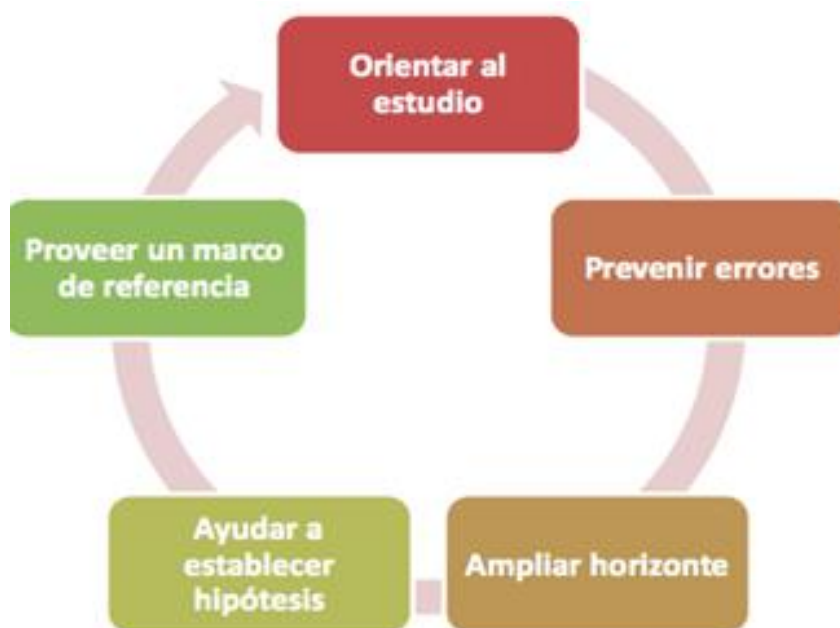 Orientar al
estudio
Prevenir errores
Ampliar horizonte
Ayudar a
establecer
hipótesis
Proveer un marco
de referencia